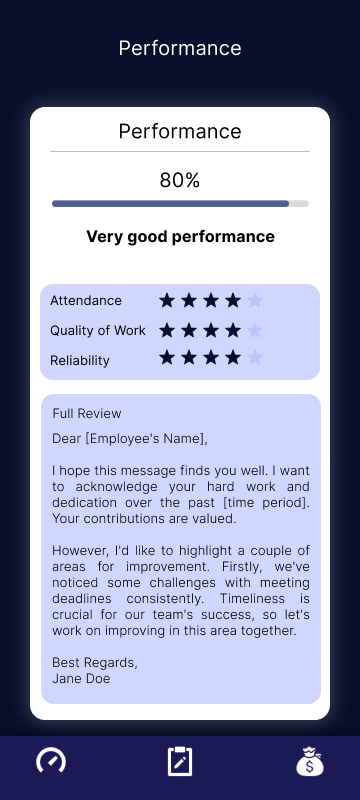 Performance
Performance
80%
Very good performance
Attendance
Quality of Work
Reliability
Full Review
Dear [Employee's Name],
I hope this message finds you well. I want
to acknowledge your hard work and
dedication over the past [time period].
Your contributions are valued.
However, I'd like to highlight a couple of
areas for improvement. Firstly, we've
noticed some challenges with meeting
deadlines consistently. Timeliness is
crucial for our team's success, so let's
work on improving in this area together.
Best Regards,
Jane Doe
$